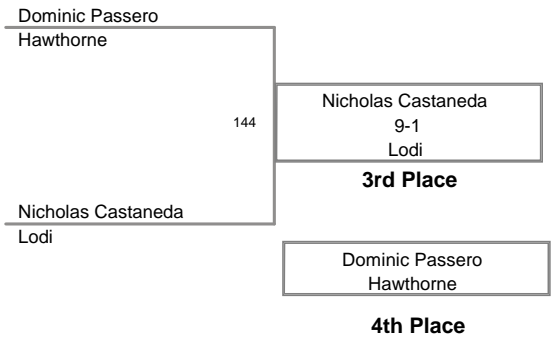 Dominic Passero
Hawthorne
144
Nicholas Castaneda
9-1
Lodi
3rd Place
Nicholas Castaneda
Lodi
Dominic Passero
Hawthorne
4th Place